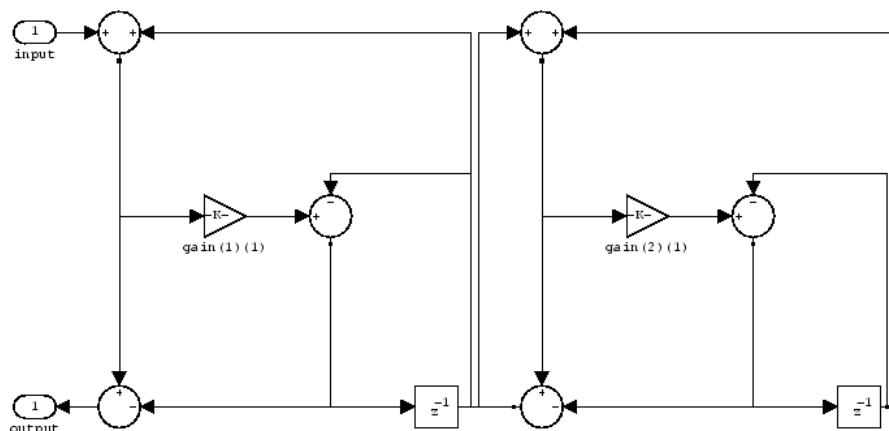 1
+ + + +
input
-K- + − -K- + −
gain(1)(1) gain(2)(1)
1 + − z⁻¹ + − z⁻¹
output